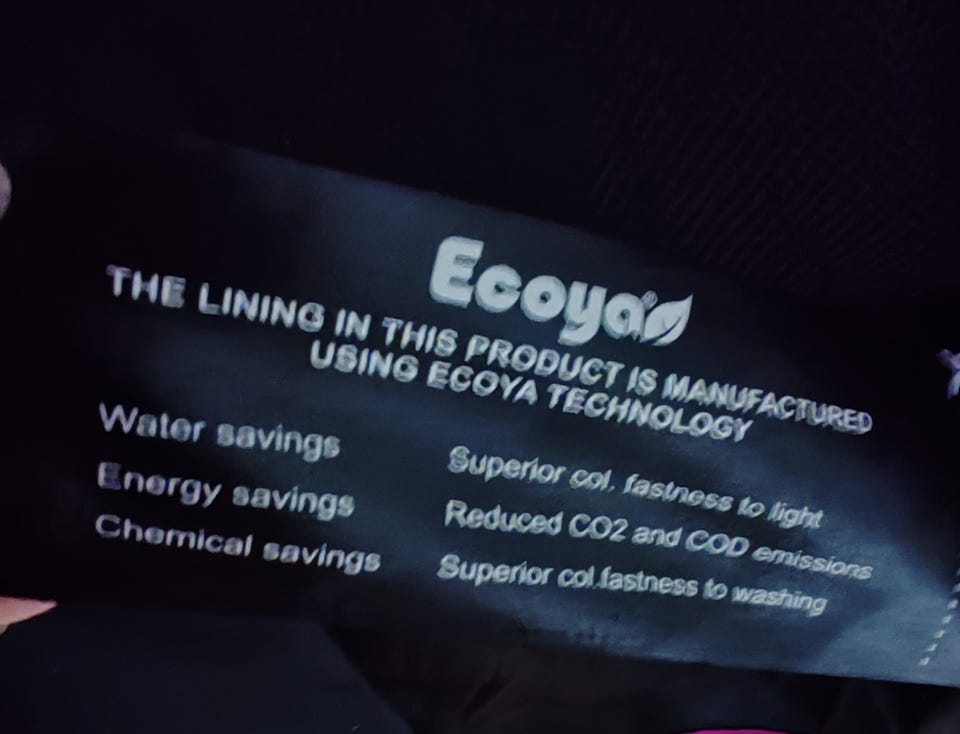 Ecoya®
THE LINING IN THIS PRODUCT IS MANUFACTURED
USING ECOYA TECHNOLOGY
Water savings
Energy savings
Chemical savings
Superior col. fastness to light
Reduced CO2 and COD emissions
Superior col.fastness to washing